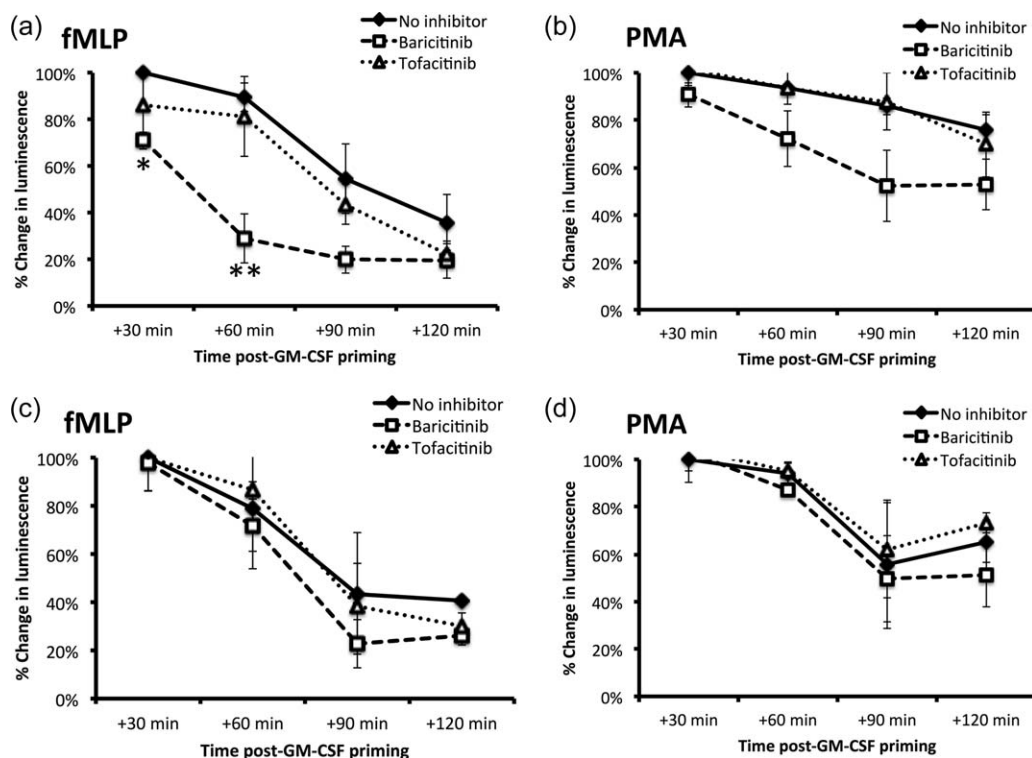 (a) fMLP
No inhibitor
Baricitinib
Tofacitinib
% Change in luminescence
100%
80%
60%
40%
20%
0%
*
**
+30 min +60 min +90 min +120 min
Time post-GM-CSF priming
(b) PMA
No inhibitor
Baricitinib
Tofacitinib
% Change in luminescence
100%
80%
60%
40%
20%
0%
+30 min +60 min +90 min +120 min
Time post-GM-CSF priming
(c) fMLP
No inhibitor
Baricitinib
Tofacitinib
% Change in luminescence
100%
80%
60%
40%
20%
0%
+30 min +60 min +90 min +120 min
Time post-GM-CSF priming
(d) PMA
No inhibitor
Baricitinib
Tofacitinib
% Change in luminescence
100%
80%
60%
40%
20%
0%
+30 min +60 min +90 min +120 min
Time post-GM-CSF priming